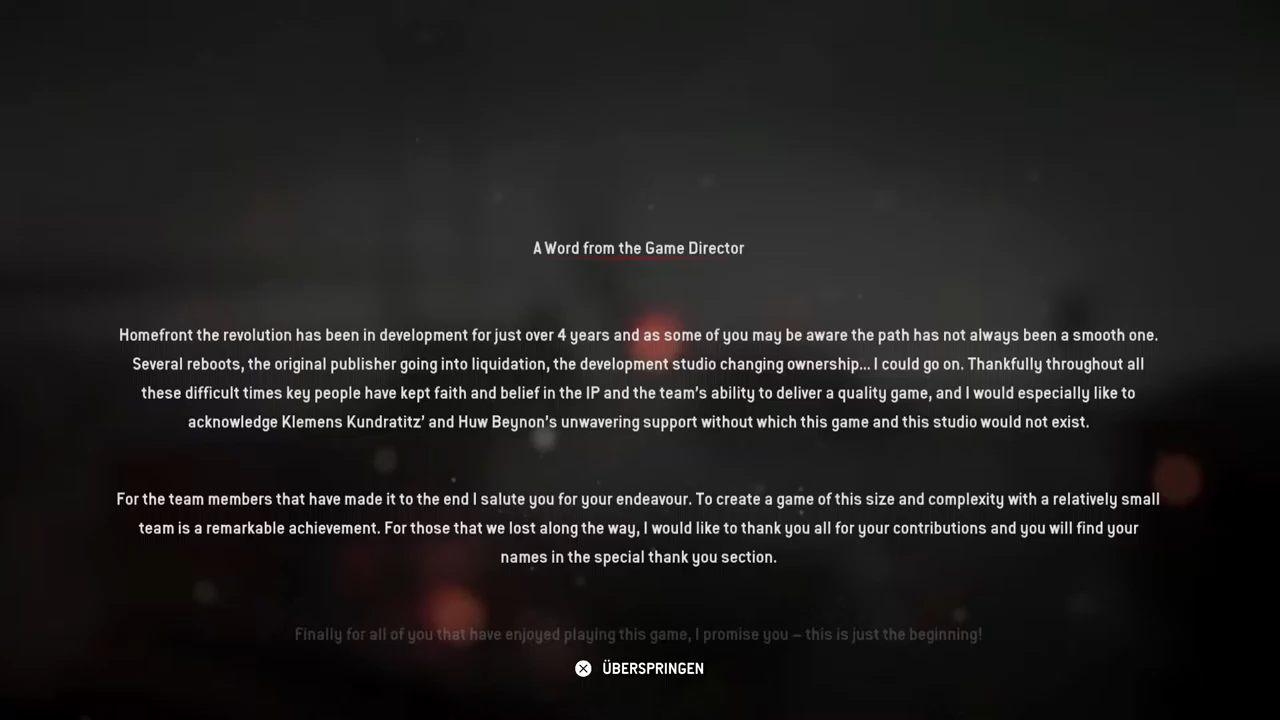 A Word from the Game Director
Homefront the revolution has been in development for just over 4 years and as some of you may be aware the path has not always been a smooth one.
Several reboots, the original publisher going into liquidation, the development studio changing ownership... I could go on. Thankfully throughout all
these difficult times key people have kept faith and belief in the IP and the team's ability to deliver a quality game, and I would especially like to
acknowledge Klemens Kundratitz' and Huw Beynon's unwavering support without which this game and this studio would not exist.
For the team members that have made it to the end I salute you for your endeavour. To create a game of this size and complexity with a relatively small
team is a remarkable achievement. For those that we lost along the way, I would like to thank you all for your contributions and you will find your
names in the special thank you section.
Finally for all of you that have enjoyed playing this game, I promise you – this is just the beginning!
ÜBERSPRINGEN